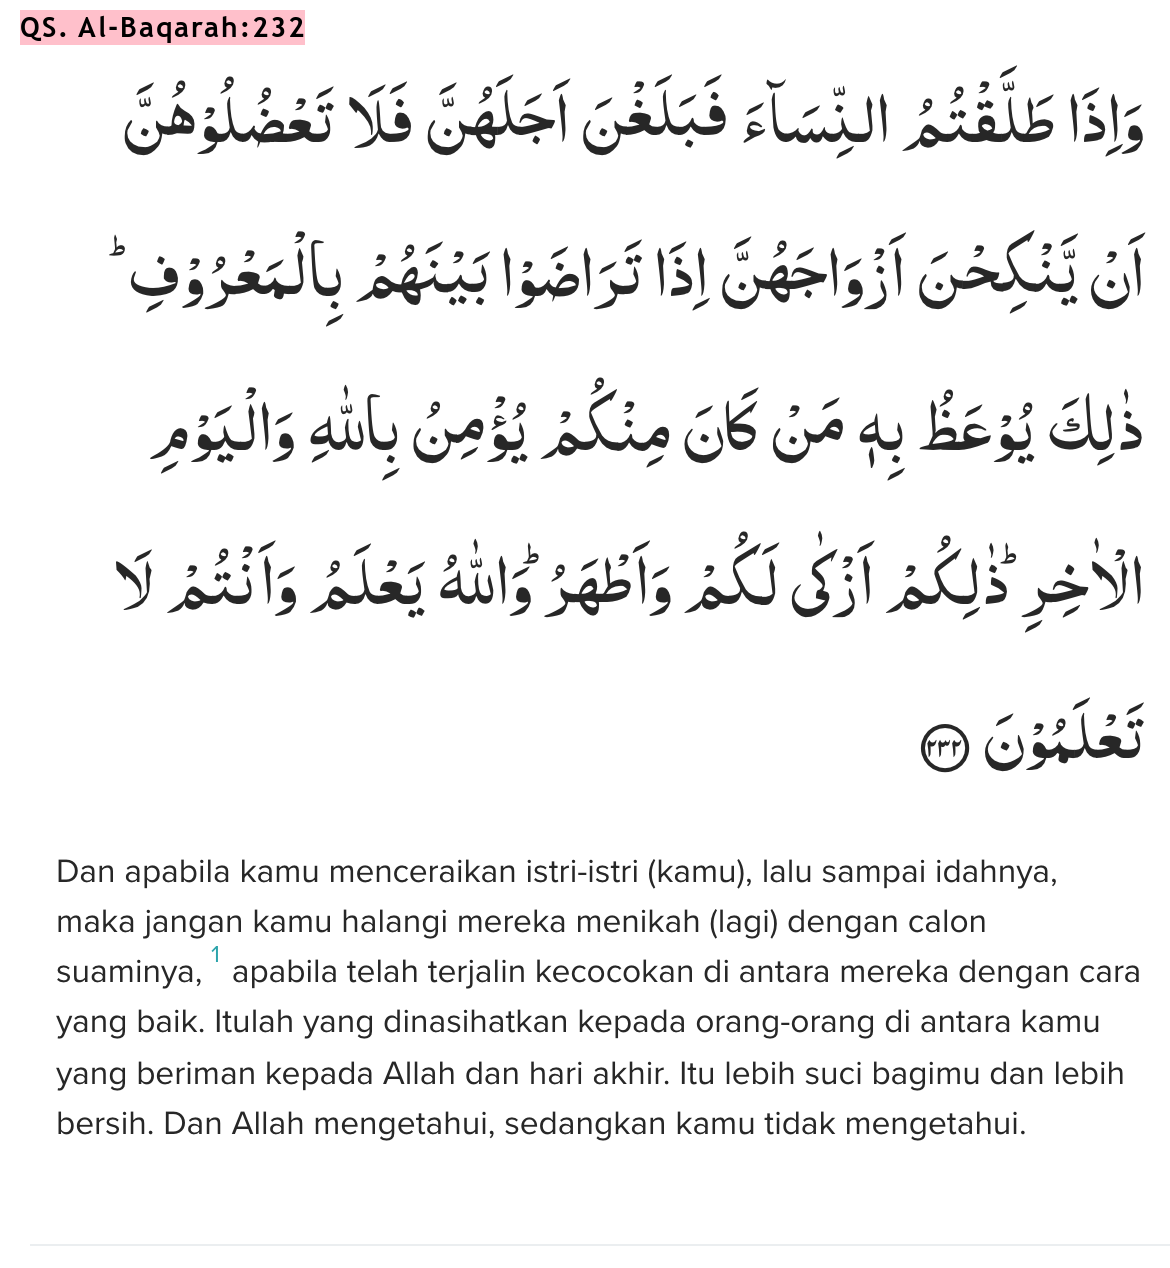 QS. Al-Baqarah:232
وَاِذَا طَلَّقْتُمُ النِّسَاۤءَ فَبَلَغْنَ اَجَلَهُنَّ فَلَا تَعْضُلُوْهُنَّ
اَنْ يَّنْكِحْنَ اَزْوَاجَهُنَّ اِذَا تَرَاضَوْا بَيْنَهُمْ بِالْمَعْرُوْفِ ۗ
ذٰلِكَ يُوْعَظُ بِهٖ مَنْ كَانَ مِنْكُمْ يُؤْمِنُ بِاللّٰهِ وَالْيَوْمِ
الْاٰخِرِ ۗذٰلِكُمْ اَزْكٰى لَكُمْ وَاَطْهَرُ ۗوَاللّٰهُ يَعْلَمُ وَاَنْتُمْ لَا
تَعْلَمُوْنَ ٢٣٢
Dan apabila kamu menceraikan istri-istri (kamu), lalu sampai idahnya,
maka jangan kamu halangi mereka menikah (lagi) dengan calon
suaminya, 1 apabila telah terjalin kecocokan di antara mereka dengan cara
yang baik. Itulah yang dinasihatkan kepada orang-orang di antara kamu
yang beriman kepada Allah dan hari akhir. Itu lebih suci bagimu dan lebih
bersih. Dan Allah mengetahui, sedangkan kamu tidak mengetahui.